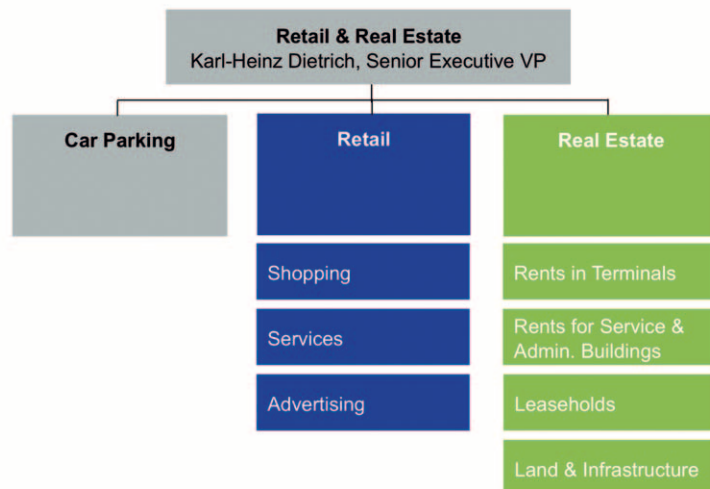 Retail & Real Estate
Karl-Heinz Dietrich, Senior Executive VP
Car Parking
Retail
Real Estate
Shopping
Services
Advertising
Rents in Terminals
Rents for Service &
Admin. Buildings
Leaseholds
Land & Infrastructure